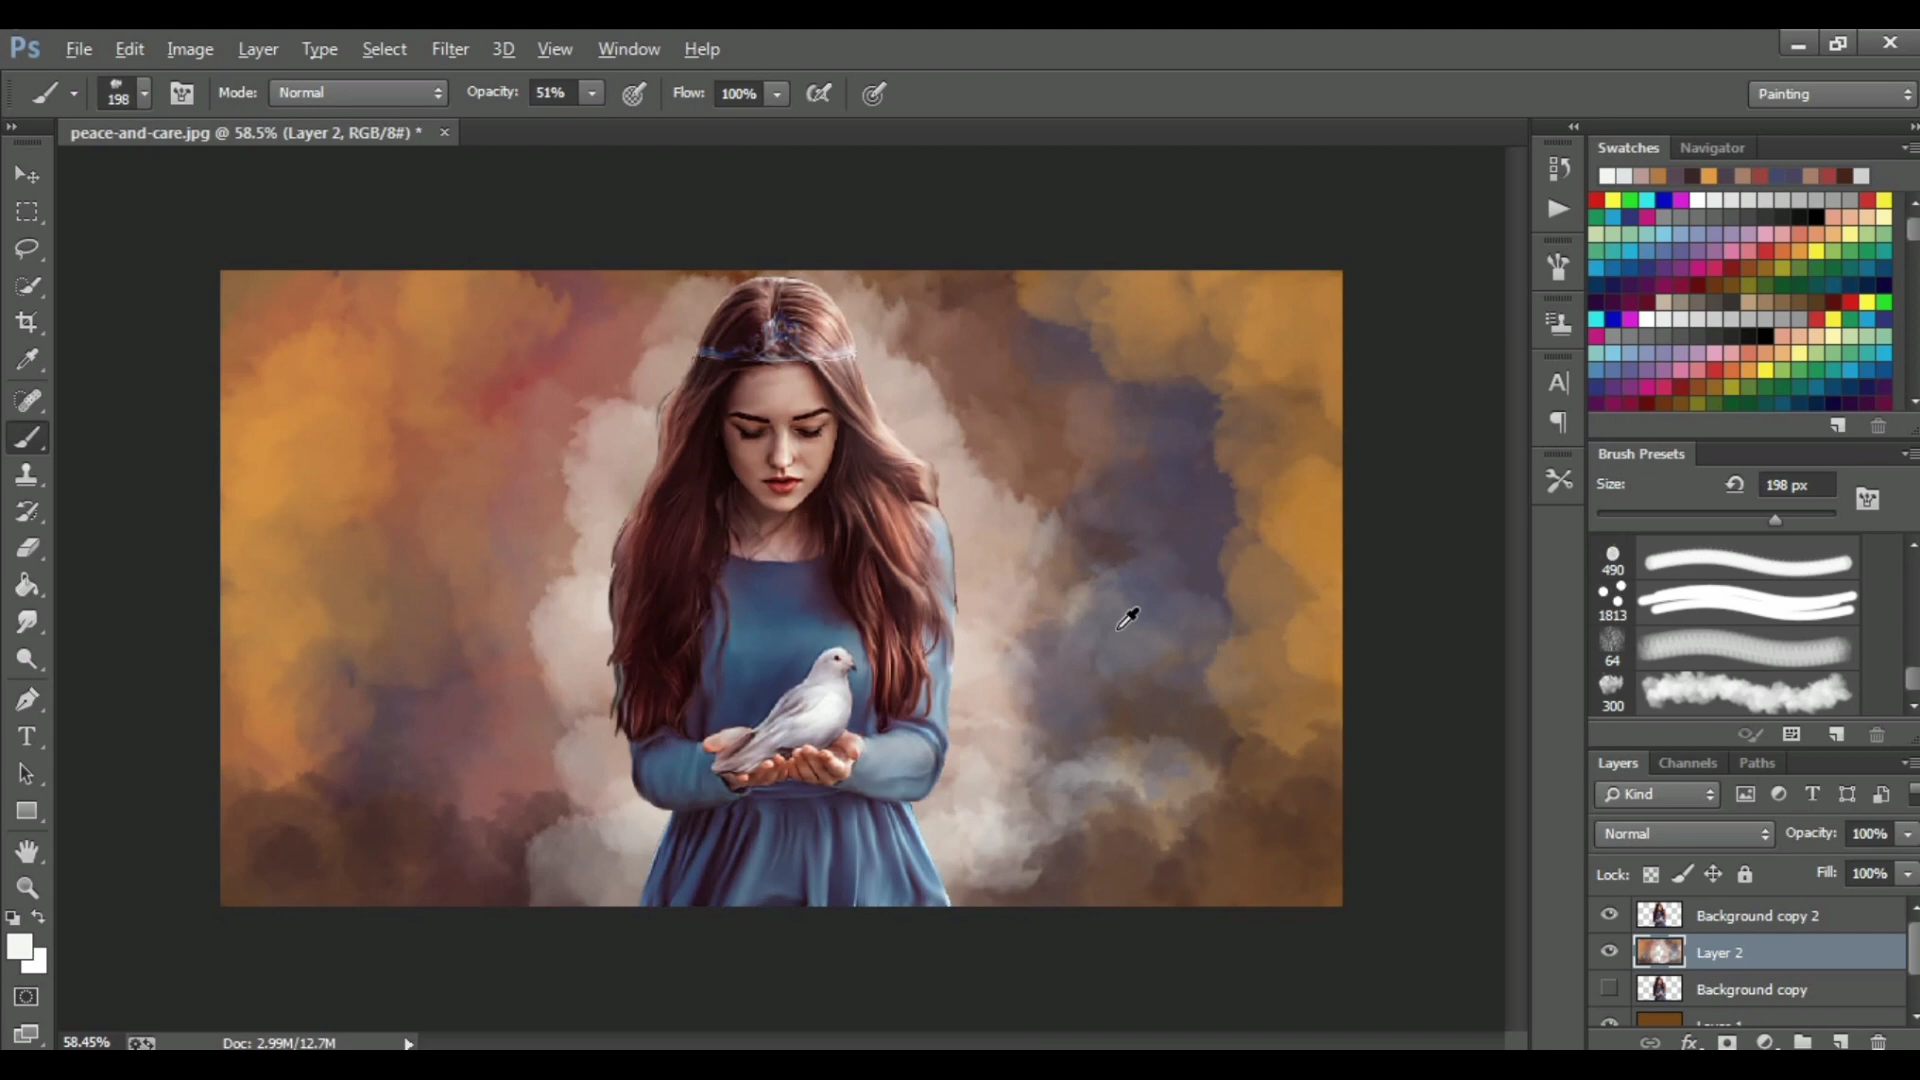 Ps File Edit Image Layer Type Select Filter 3D View Window Help
198 Mode: Normal Opacity: 51% Flow: 100% Painting
peace-and-care.jpg @ 58.5% (Layer 2, RGB/8#) * ×
Swatches Navigator
Brush Presets
Size: 198 px
490
1813
64
300
Layers Channels Paths
Kind
Normal Opacity: 100%
Lock: Fill: 100%
Background copy 2
Layer 2
Background copy
58.45% Doc: 2.99M/12.7M